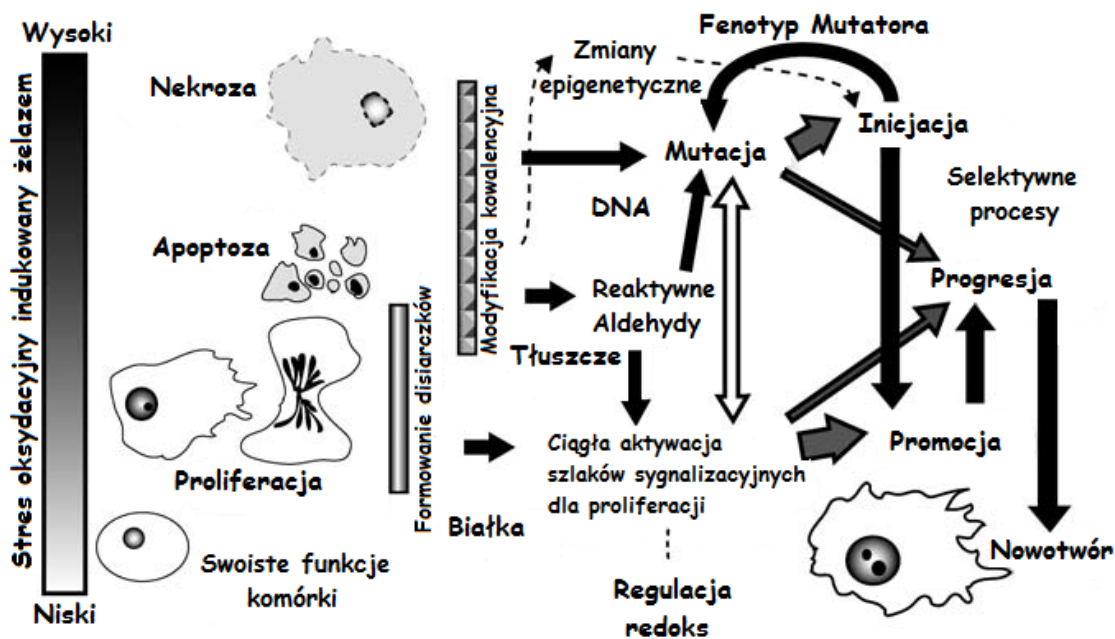 Wysoki
Stres oksydacyjny indukowany żelazem
Niski
Nekroza
Apoptoza
Proliferacja
Swoiste funkcje
komórki
Modyfikacja kowalencyjna
Formowanie disiarczków
Zmiany
epigenetyczne
Fenotyp Mutatora
Mutacja
Inicjacja
DNA
Selektywne
procesy
Reaktywne
Aldehydy
Progresja
Tłuszcze
Ciągła aktywacja
szlaków sygnalizacyjnych
dla proliferacji
Promocja
Białka
Nowotwór
Regulacja
redoks